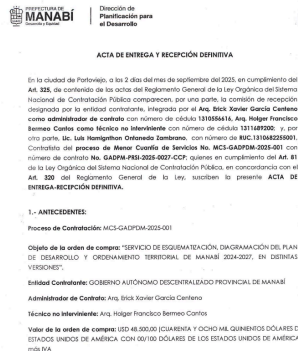 PREFECTURA DE
MANABÍ
Dirección de
Planificación para
el Desarrollo
ACTA DE ENTREGA Y RECEPCIÓN DEFINITIVA
En la ciudad de Portoviejo, a los 2 días del mes de septiembre del 2025, en cumplimiento del
Art. 325, de contenido de las actas del Reglamento General de la Ley Orgánica del Sistema
Nacional de Contratación Pública comparecen, por una parte, la comisión de recepción
designada por la entidad contratante, integrada por el Arq. Erick Xavier García Centeno
como administrador de contrato con número de cédula 1310556616, Arq. Holger Francisco
Bermeo Cantos como técnico no interviniente con número de cédula 1311689200; y, por
otra parte, Lic. Luis Hamignthon Ontaneda Zambrano, con número de RUC.1310682255001.
Contratista del proceso de Menor Cuantía de Servicios No. MCS-GADPDM-2025-001 con
número de contrato No. GADPM-PRSI-2025-0027-CCP; quienes en cumplimiento del Art. 81
de la Ley Orgánica del Sistema Nacional de Contratación Pública, en concordancia con el
Art. 320 del Reglamento General de la Ley, suscriben la presente ACTA DE
ENTREGA-RECEPCIÓN DEFINITIVA.
1.- ANTECEDENTES:
Proceso de Contratación: MCS-GADPDM-2025-001
Objeto de la orden de compra: "SERVICIO DE ESQUEMATIZACIÓN, DIAGRAMACIÓN DEL PLAN
DE DESARROLLO Y ORDENAMIENTO TERRITORIAL DE MANABÍ 2024-2027, EN DISTINTAS
VERSIONES".
Entidad Contratante: GOBIERNO AUTÓNOMO DESCENTRALIZADO PROVINCIAL DE MANABÍ
Administrador de Contrato: Arq. Erick Xavier García Centeno
Técnico no interviniente: Arq. Holger Francisco Bermeo Cantos
Valor de la orden de compra: USD 48.500,00 (CUARENTA Y OCHO MIL QUINIENTOS DÓLARES D
ESTADOS UNIDOS DE AMÉRICA CON 00/100 DÓLARES DE LOS ESTADOS UNIDOS DE AMÉRICA
más IVA